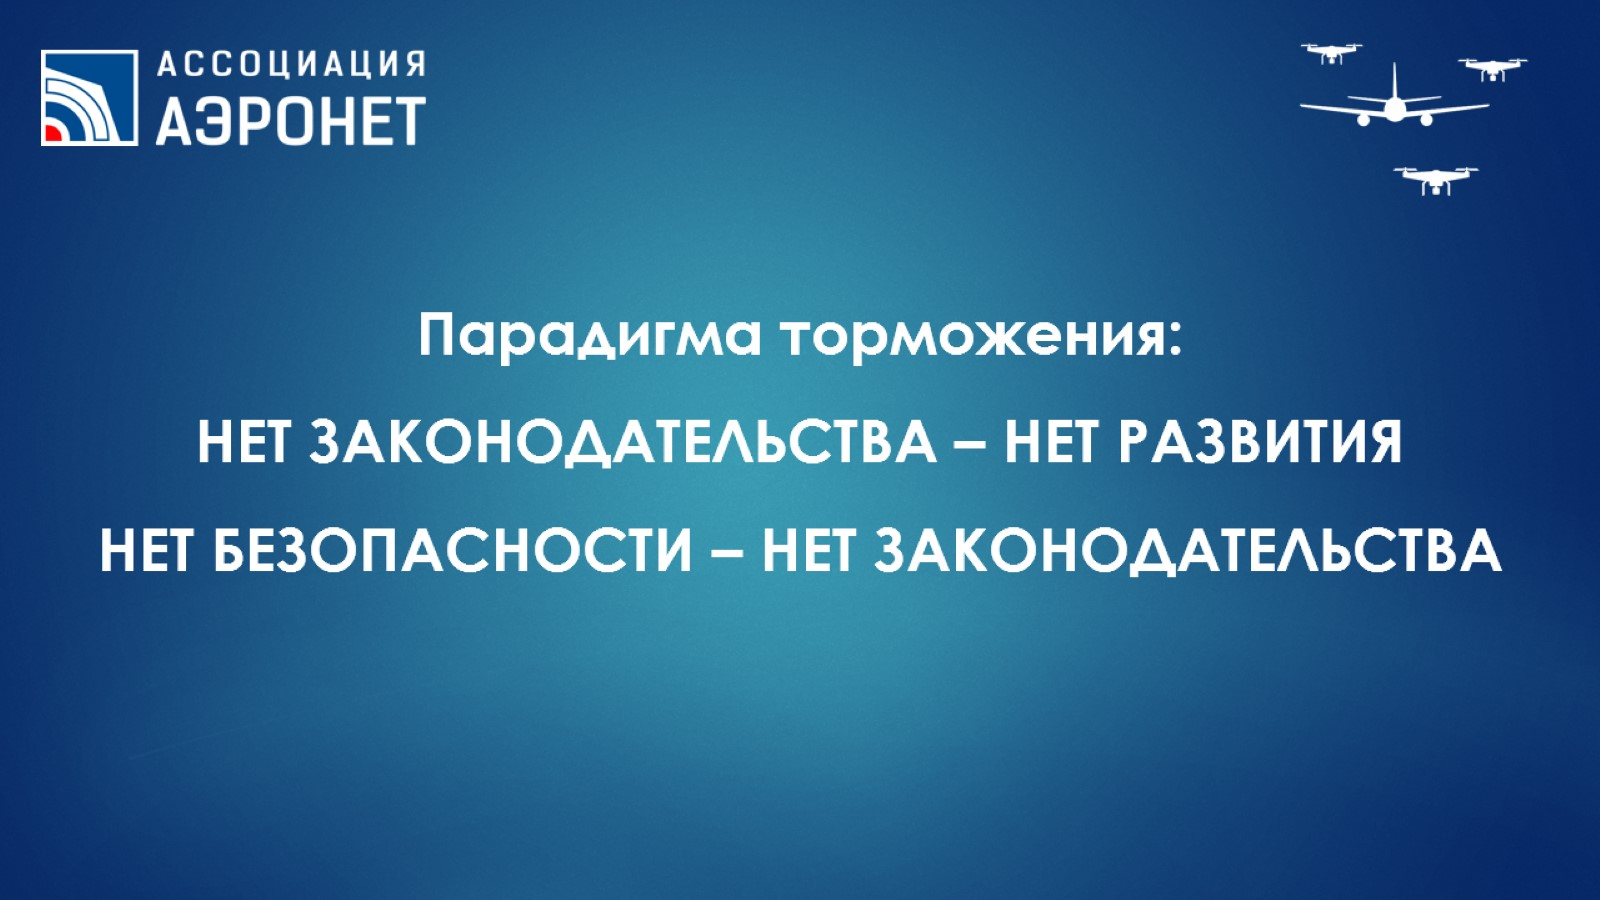 АССОЦИАЦИЯ
АЭРОНЕТ
Парадигма торможения:
НЕТ ЗАКОНОДАТЕЛЬСТВА – НЕТ РАЗВИТИЯ
НЕТ БЕЗОПАСНОСТИ – НЕТ ЗАКОНОДАТЕЛЬСТВА